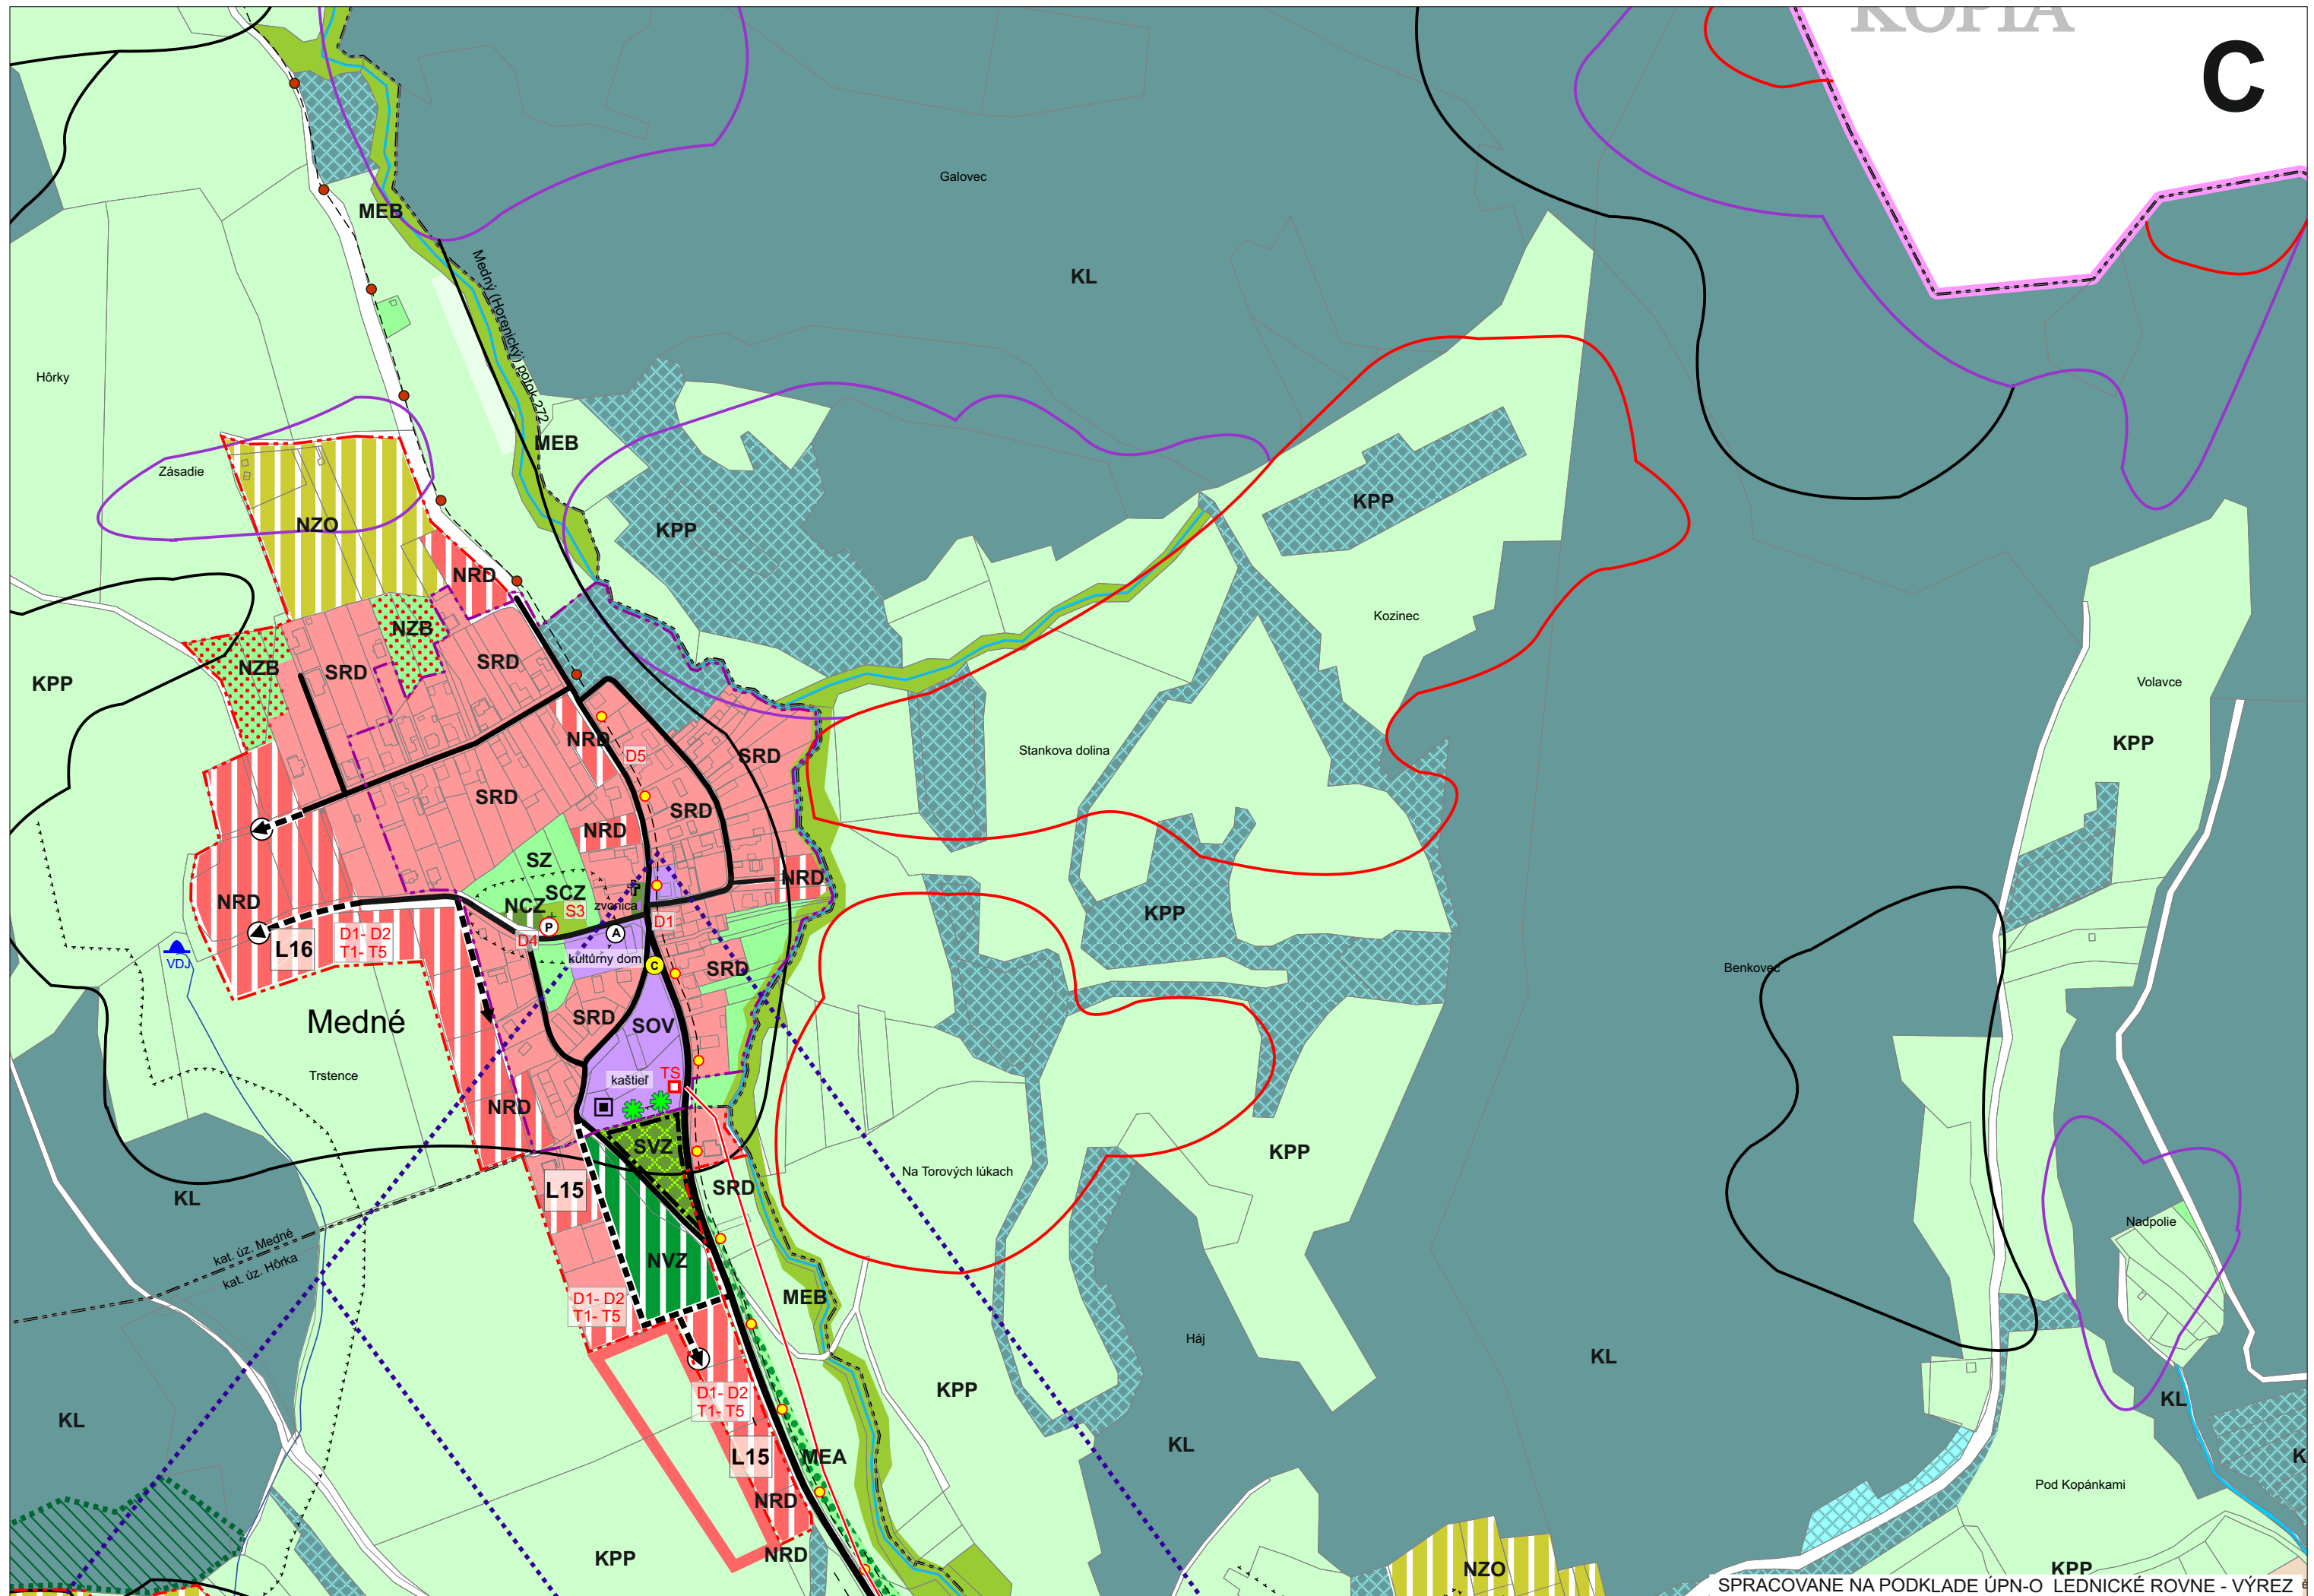 KÓPIA
C
Galovec
MEB
KL
Medný (Horenický) potok 272
Hôrky
MEB
Zásadie
KPP
KPP
NZO
NRD
Kozinec
NZB
NZB
SRD
SRD
KPP
Volavce
KPP
NRD
D5
SRD
Stankova dolina
SRD
SRD
NRD
SZ
SCZ
NRD
NRD
NCZ
S3
zvonica
KPP
P
D1
A
D4
L16
D1- D2
T1- T5
VDJ
kultúrny dom
C
SRD
Benkovec
Medné
SRD
SOV
Trstence
kaštieľ
TS
NRD
SVZ
KPP
Na Torových lúkach
SRD
L15
KL
Nadpolie
kat. úz. Medné
kat. úz. Hôrka
NVZ
MEB
D1- D2
T1- T5
Háj
KL
KPP
D1- D2
T1- T5
KL
KL
KL
L15
MEA
K
Pod Kopánkami
NRD
NRD
KPP
NZO
KPP
SPRACOVANE NA PODKLADE ÚPN-O LEDNICKÉ ROVNE - VÝREZ